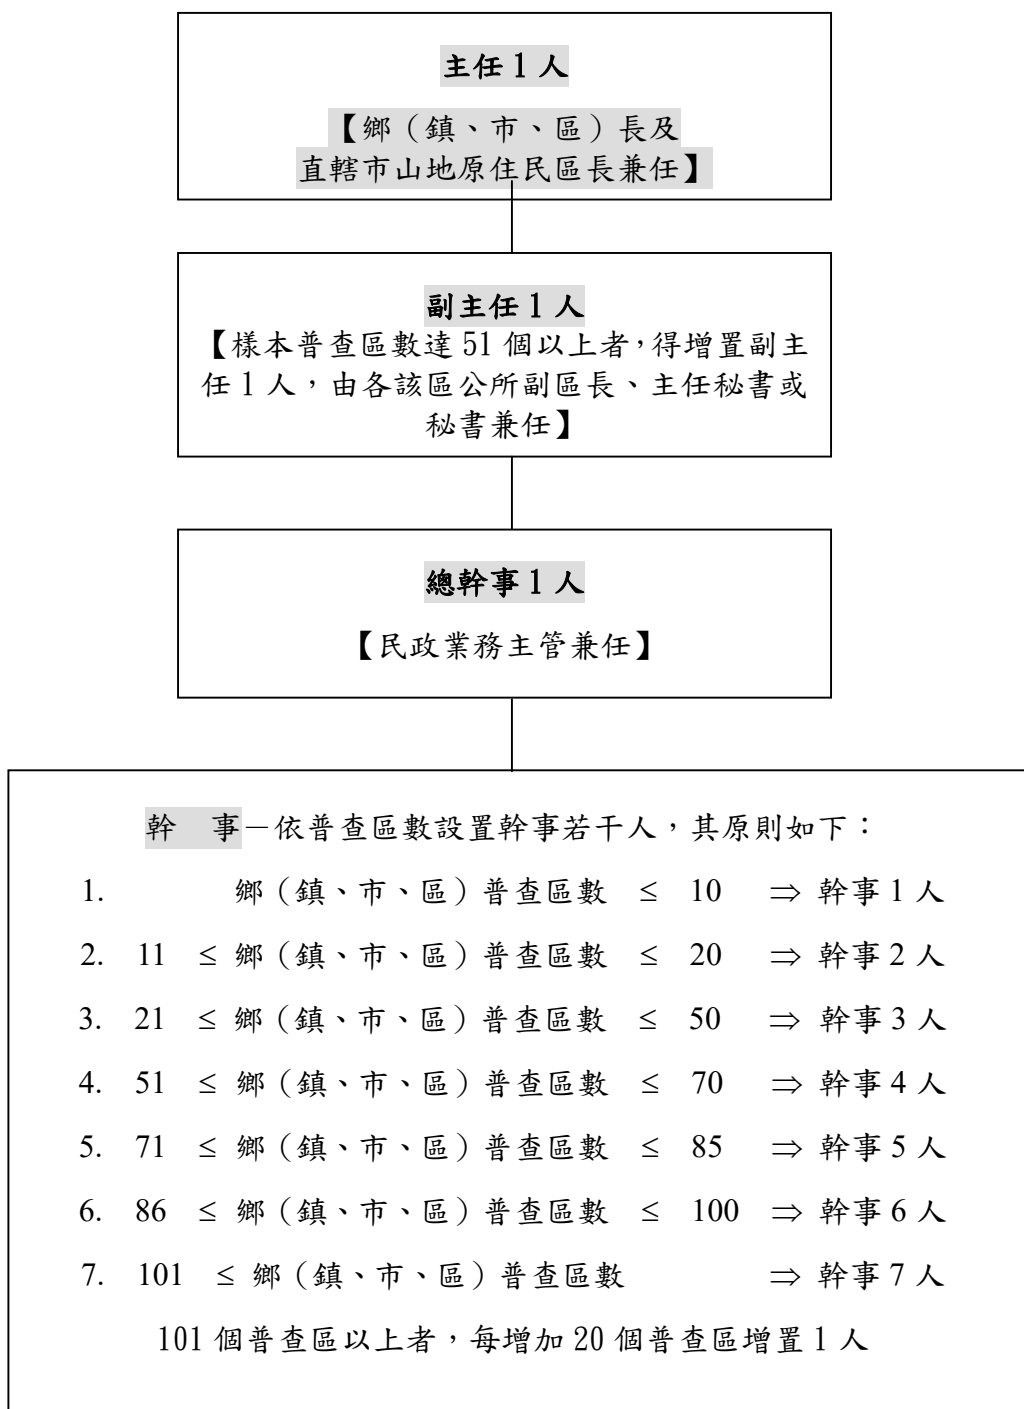 主任 1 人
【鄉（鎮、市、區）長及
直轄市山地原住民區長兼任】
副主任 1 人
【樣本普查區數達 51 個以上者，得增置副主
任 1 人，由各該區公所副區長、主任秘書或
秘書兼任】
總幹事 1 人
【民政業務主管兼任】
幹　事－依普查區數設置幹事若干人，其原則如下：
1. 鄉（鎮、市、區）普查區數 ≤ 10 ⇒ 幹事 1 人
2. 11 ≤ 鄉（鎮、市、區）普查區數 ≤ 20 ⇒ 幹事 2 人
3. 21 ≤ 鄉（鎮、市、區）普查區數 ≤ 50 ⇒ 幹事 3 人
4. 51 ≤ 鄉（鎮、市、區）普查區數 ≤ 70 ⇒ 幹事 4 人
5. 71 ≤ 鄉（鎮、市、區）普查區數 ≤ 85 ⇒ 幹事 5 人
6. 86 ≤ 鄉（鎮、市、區）普查區數 ≤ 100 ⇒ 幹事 6 人
7. 101 ≤ 鄉（鎮、市、區）普查區數 ⇒ 幹事 7 人
101 個普查區以上者，每增加 20 個普查區增置 1 人